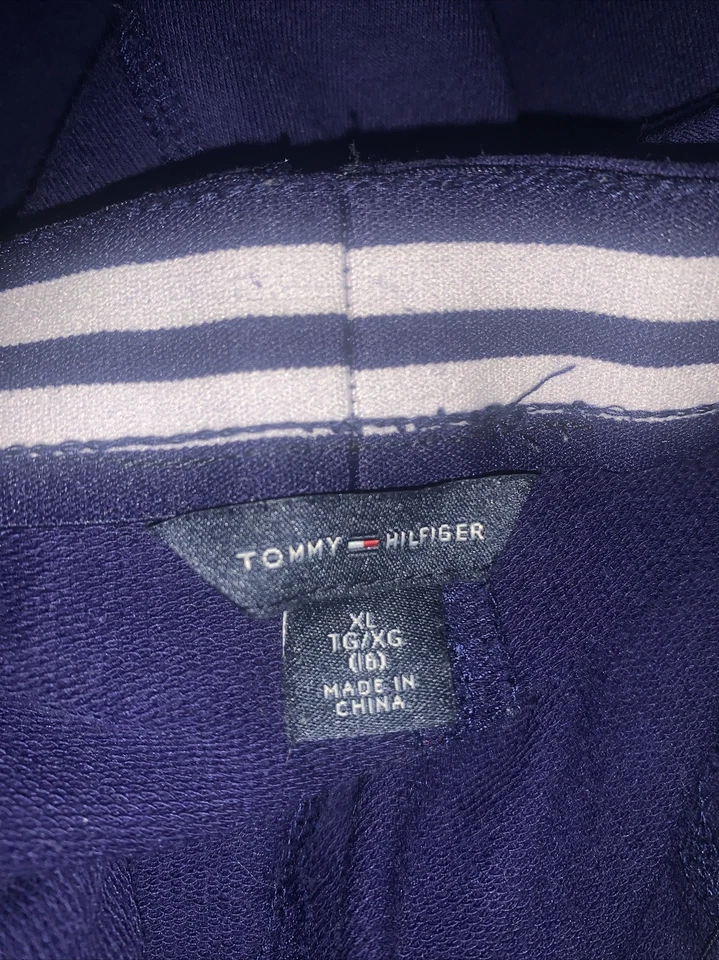 TOMMY HILFIGER
XL
TG/XG
(16)
MADE IN
CHINA